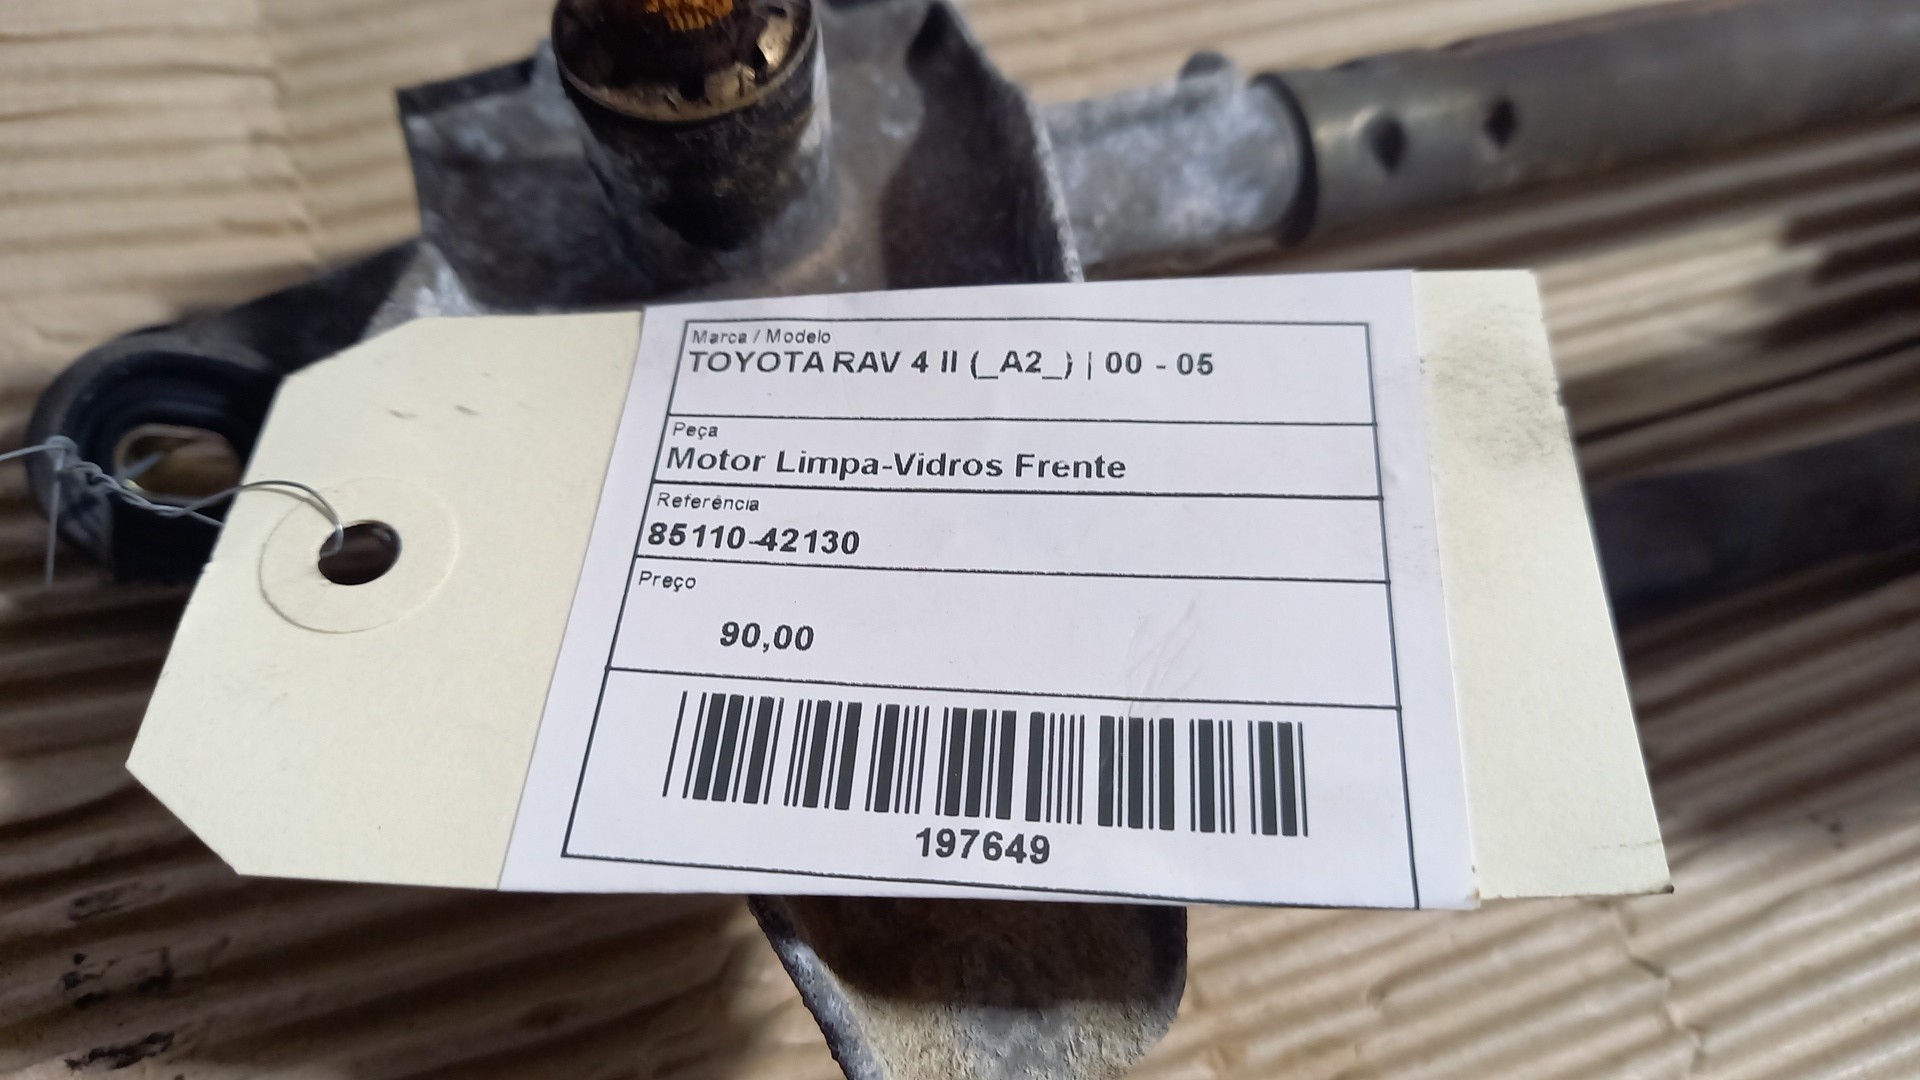 Marca / Modelo
TOYOTA RAV 4 II (_A2_) | 00 - 05
Peça
Motor Limpa-Vidros Frente
Referência
85110-42130
Preço
90,00
197649